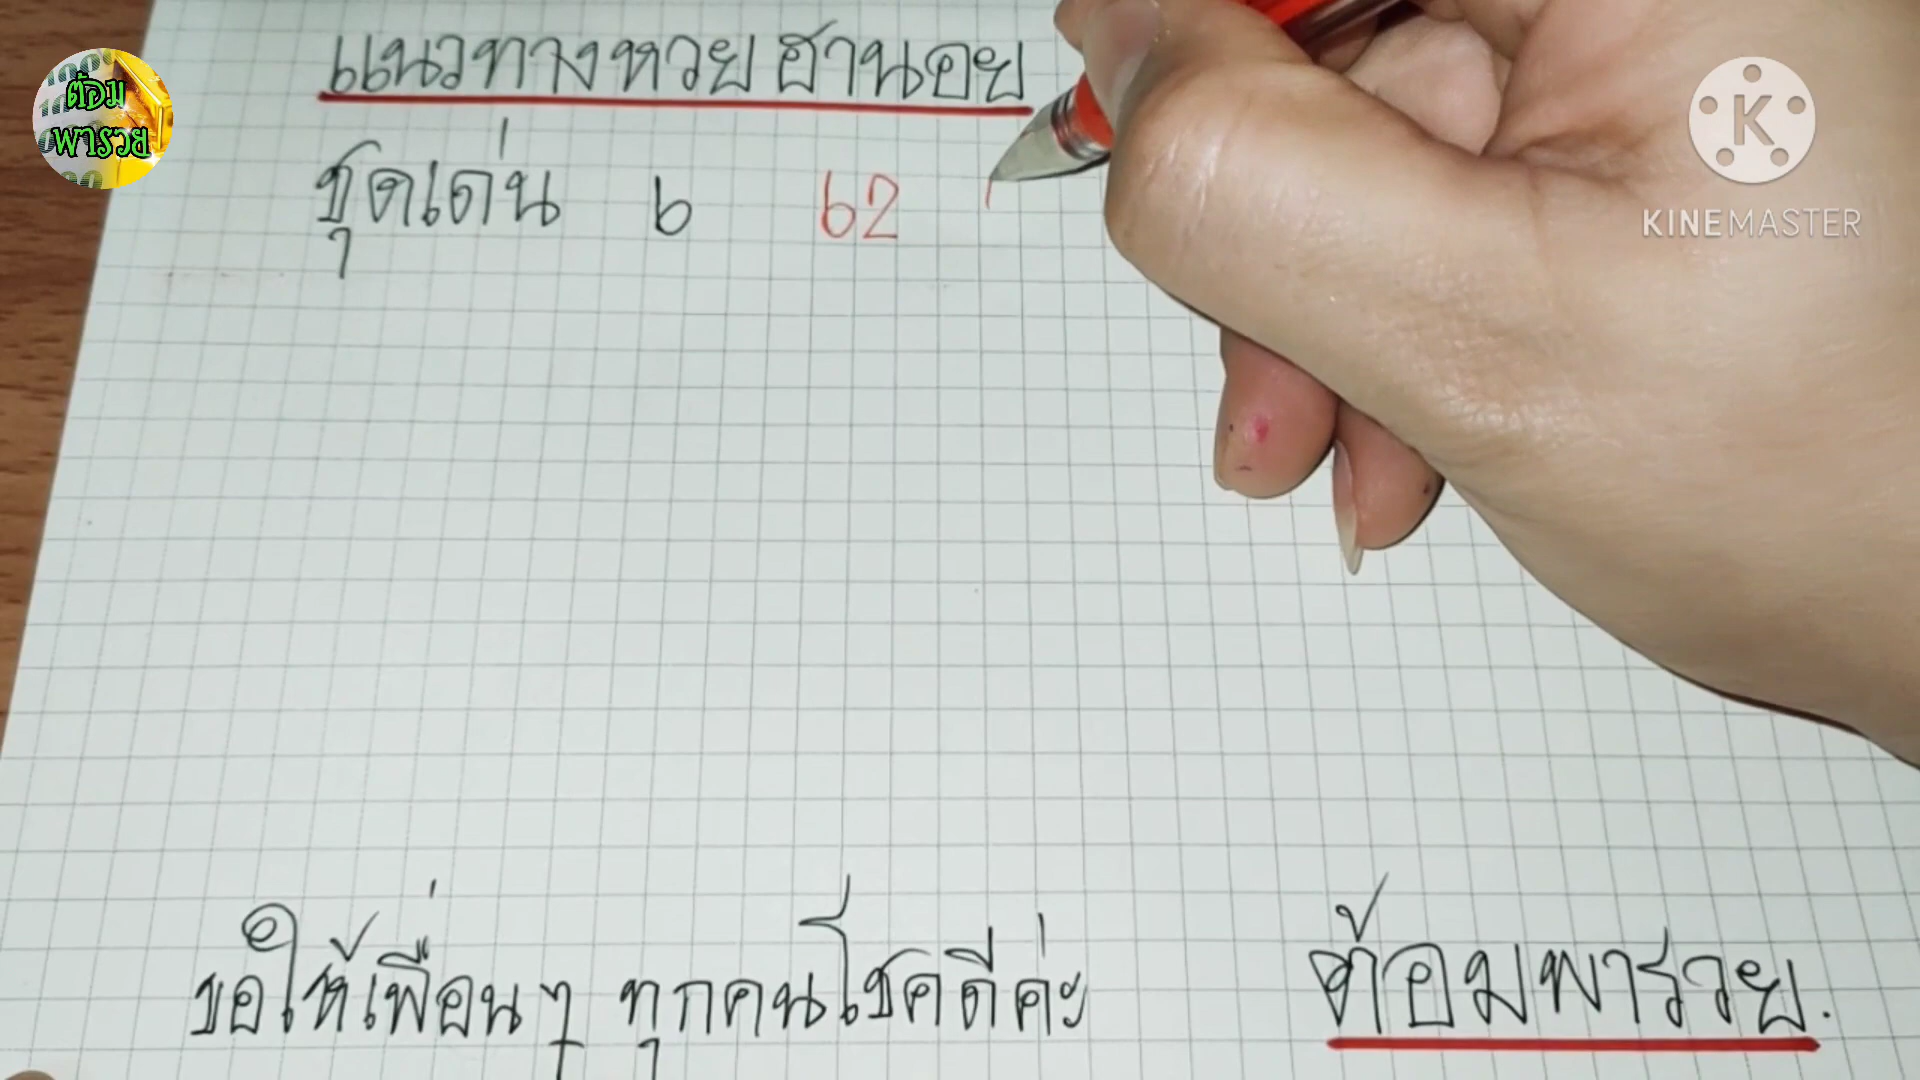 แนวทางหวยฮานอย
ชุดเด่น 6 62
ขอให้เพื่อนๆ ทุกคนโชคดีค่ะ
ต้อมพารวย.
ต้อม
พารวย
K
KINEMASTER